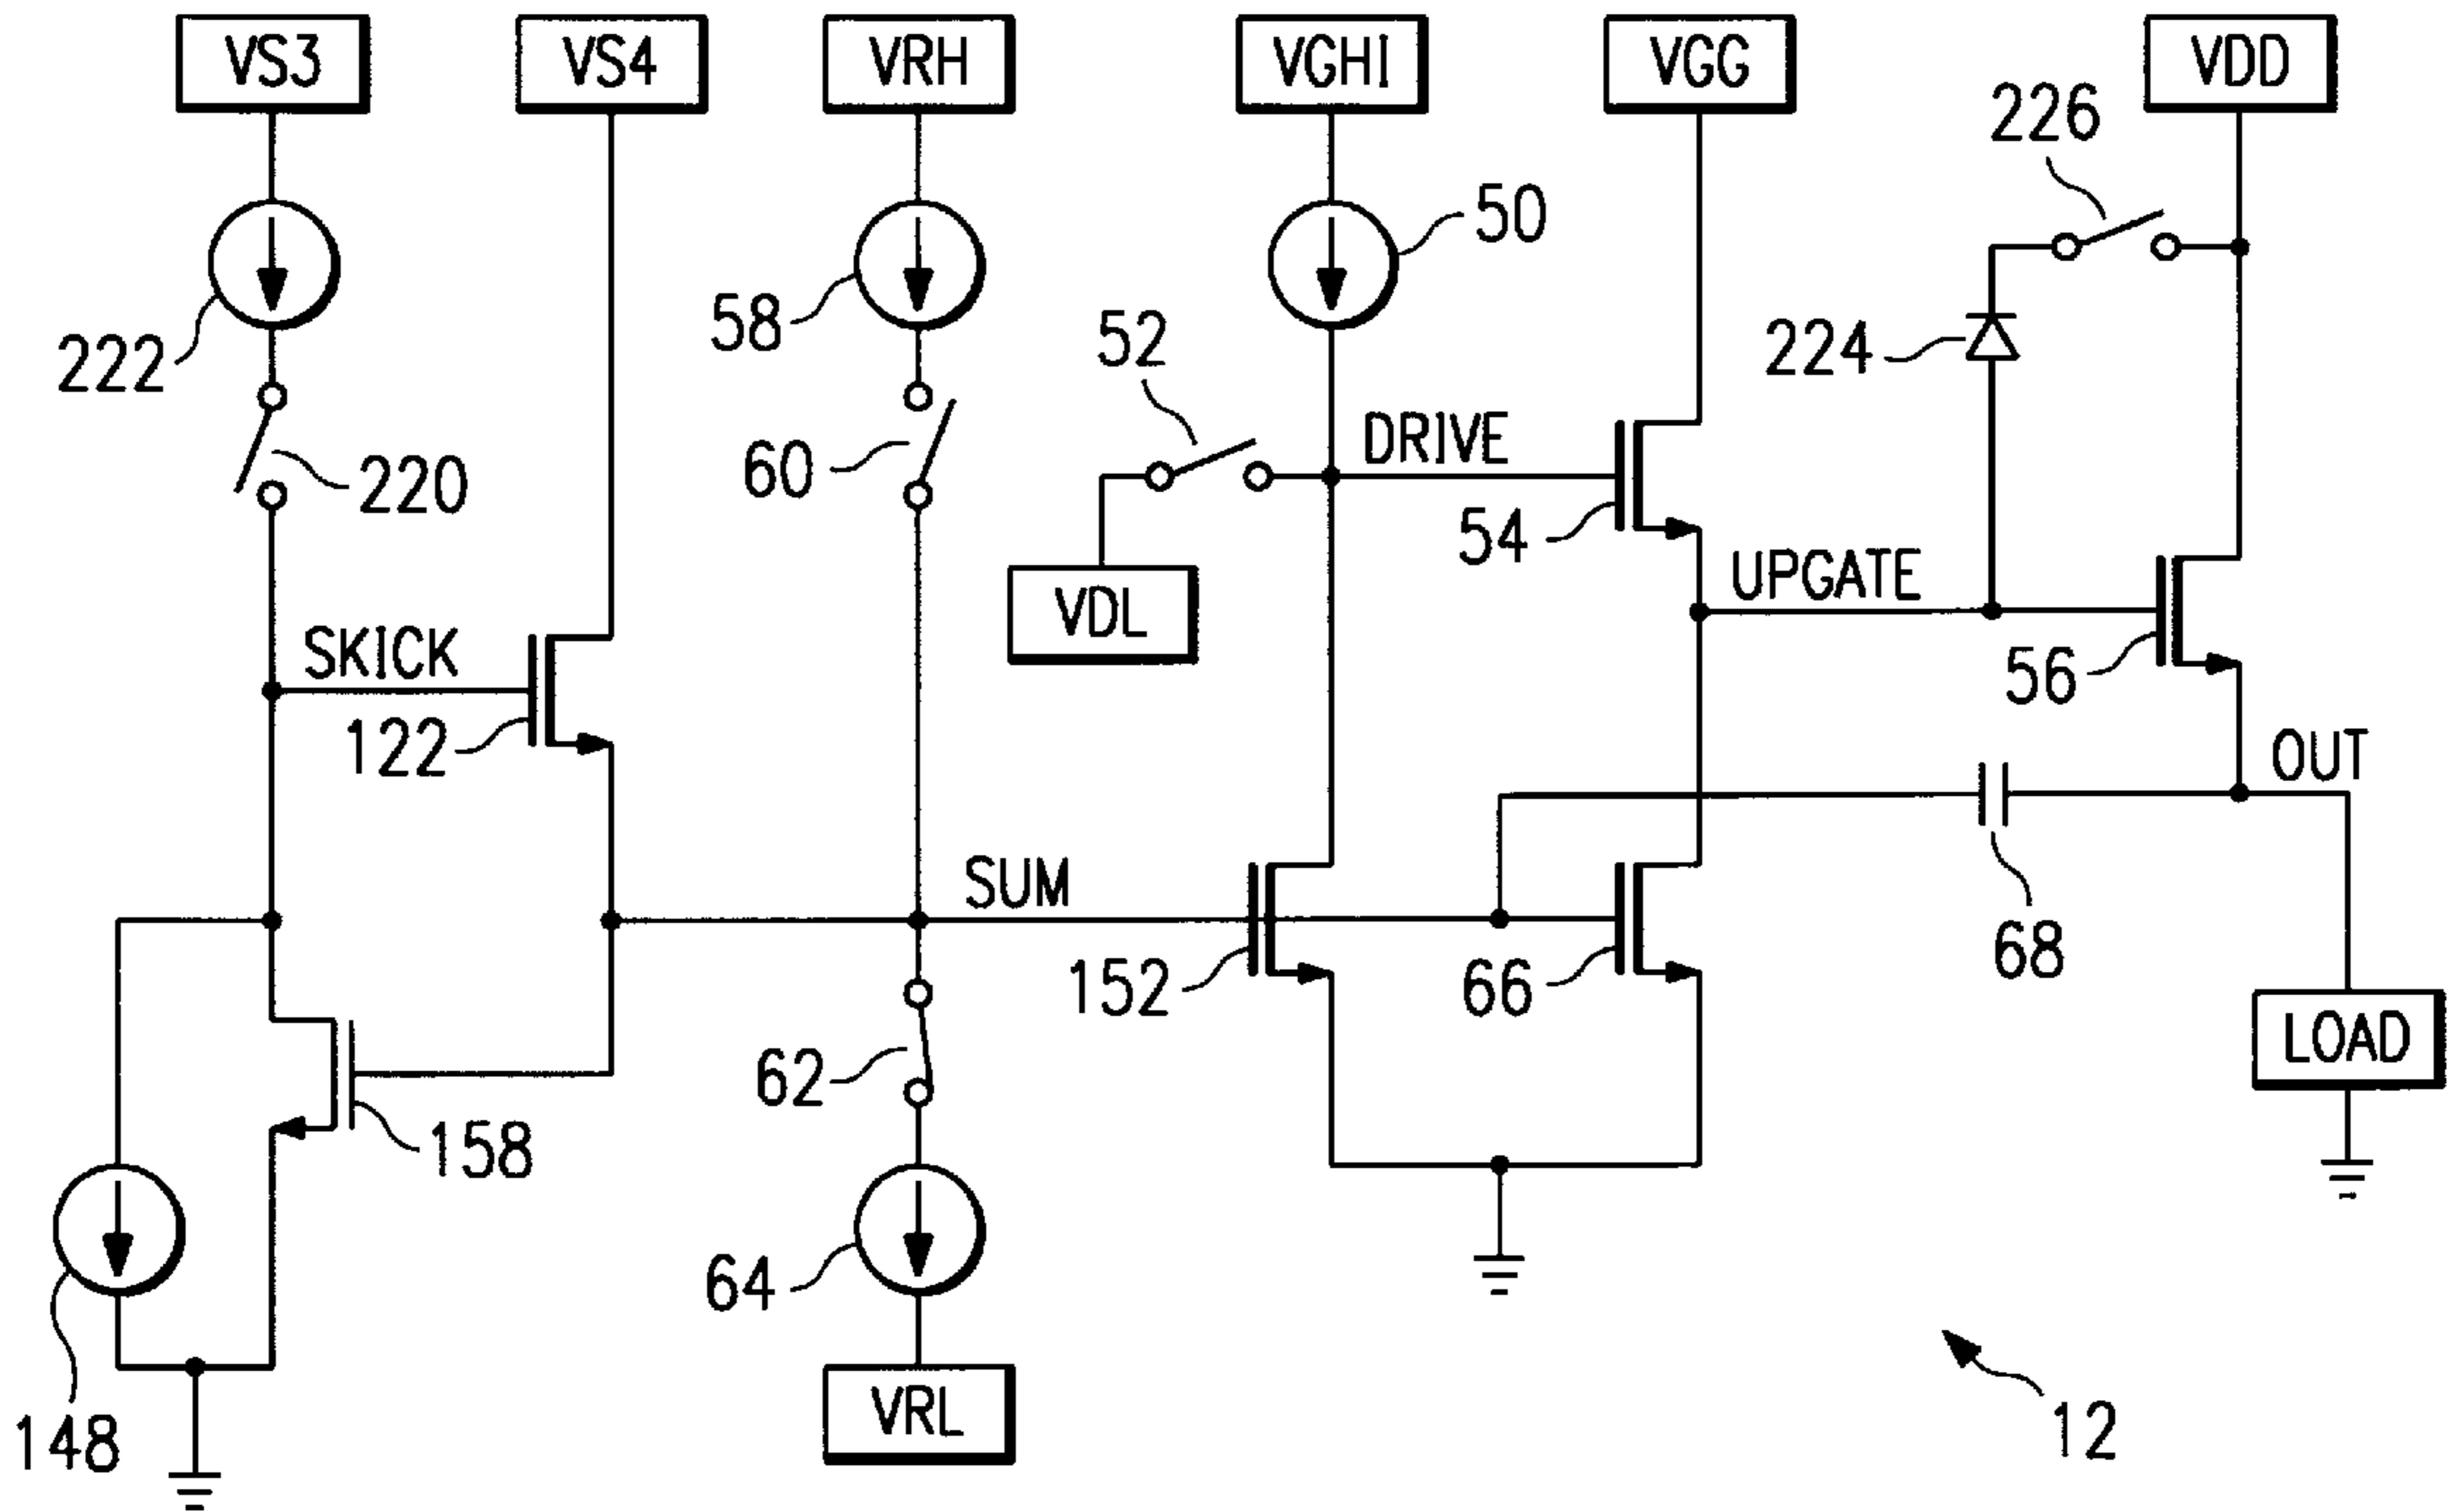 VS3 VS4 VRH VGHI VGG VDD
226
50
58
52
222
224
DRIVE
60
220
54
UPGATE
VDL
SKICK
56
122
OUT
SUM
68
152
66
LOAD
62
158
64
VRL
12
148